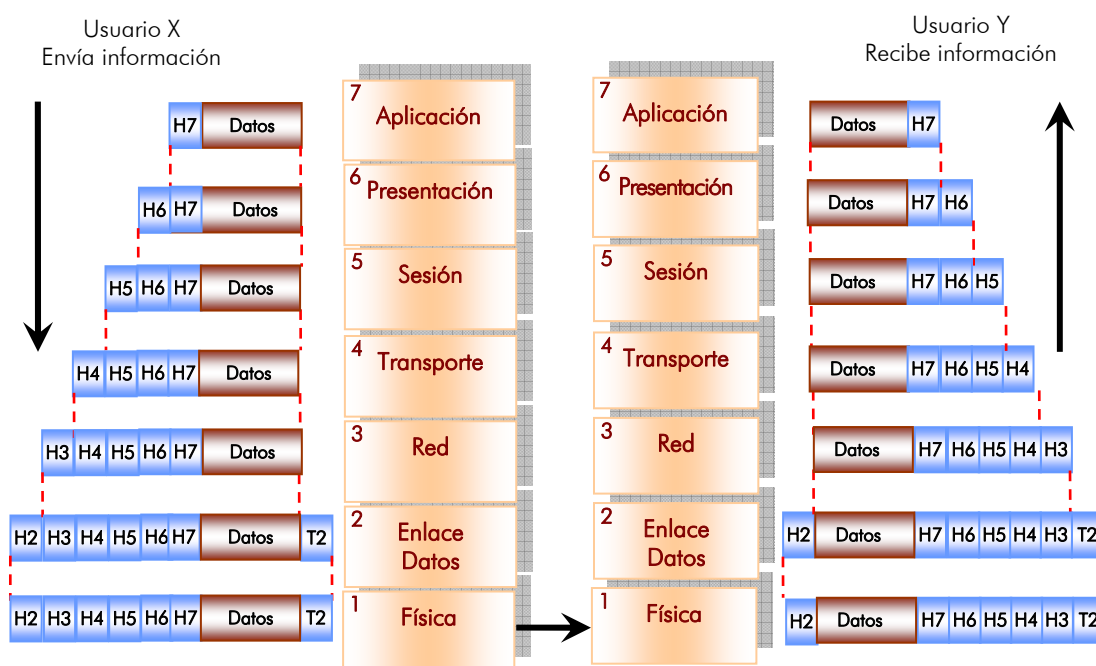 Usuario X
Envía información
Usuario Y
Recibe información
H7 Datos
7
Aplicación
7
Aplicación
Datos H7
H6 H7 Datos
6
Presentación
6
Presentación
Datos H7 H6
H5 H6 H7 Datos
5
Sesión
5
Sesión
Datos H7 H6 H5
H4 H5 H6 H7 Datos
4
Transporte
4
Transporte
Datos H7 H6 H5 H4
H3 H4 H5 H6 H7 Datos
3
Red
3
Red
Datos H7 H6 H5 H4 H3
H2 H3 H4 H5 H6 H7 Datos T2
2
Enlace
Datos
2
Enlace
Datos
H2 Datos H7 H6 H5 H4 H3 T2
H2 H3 H4 H5 H6 H7 Datos T2
1
Física
1
Física
H2 Datos H7 H6 H5 H4 H3 T2